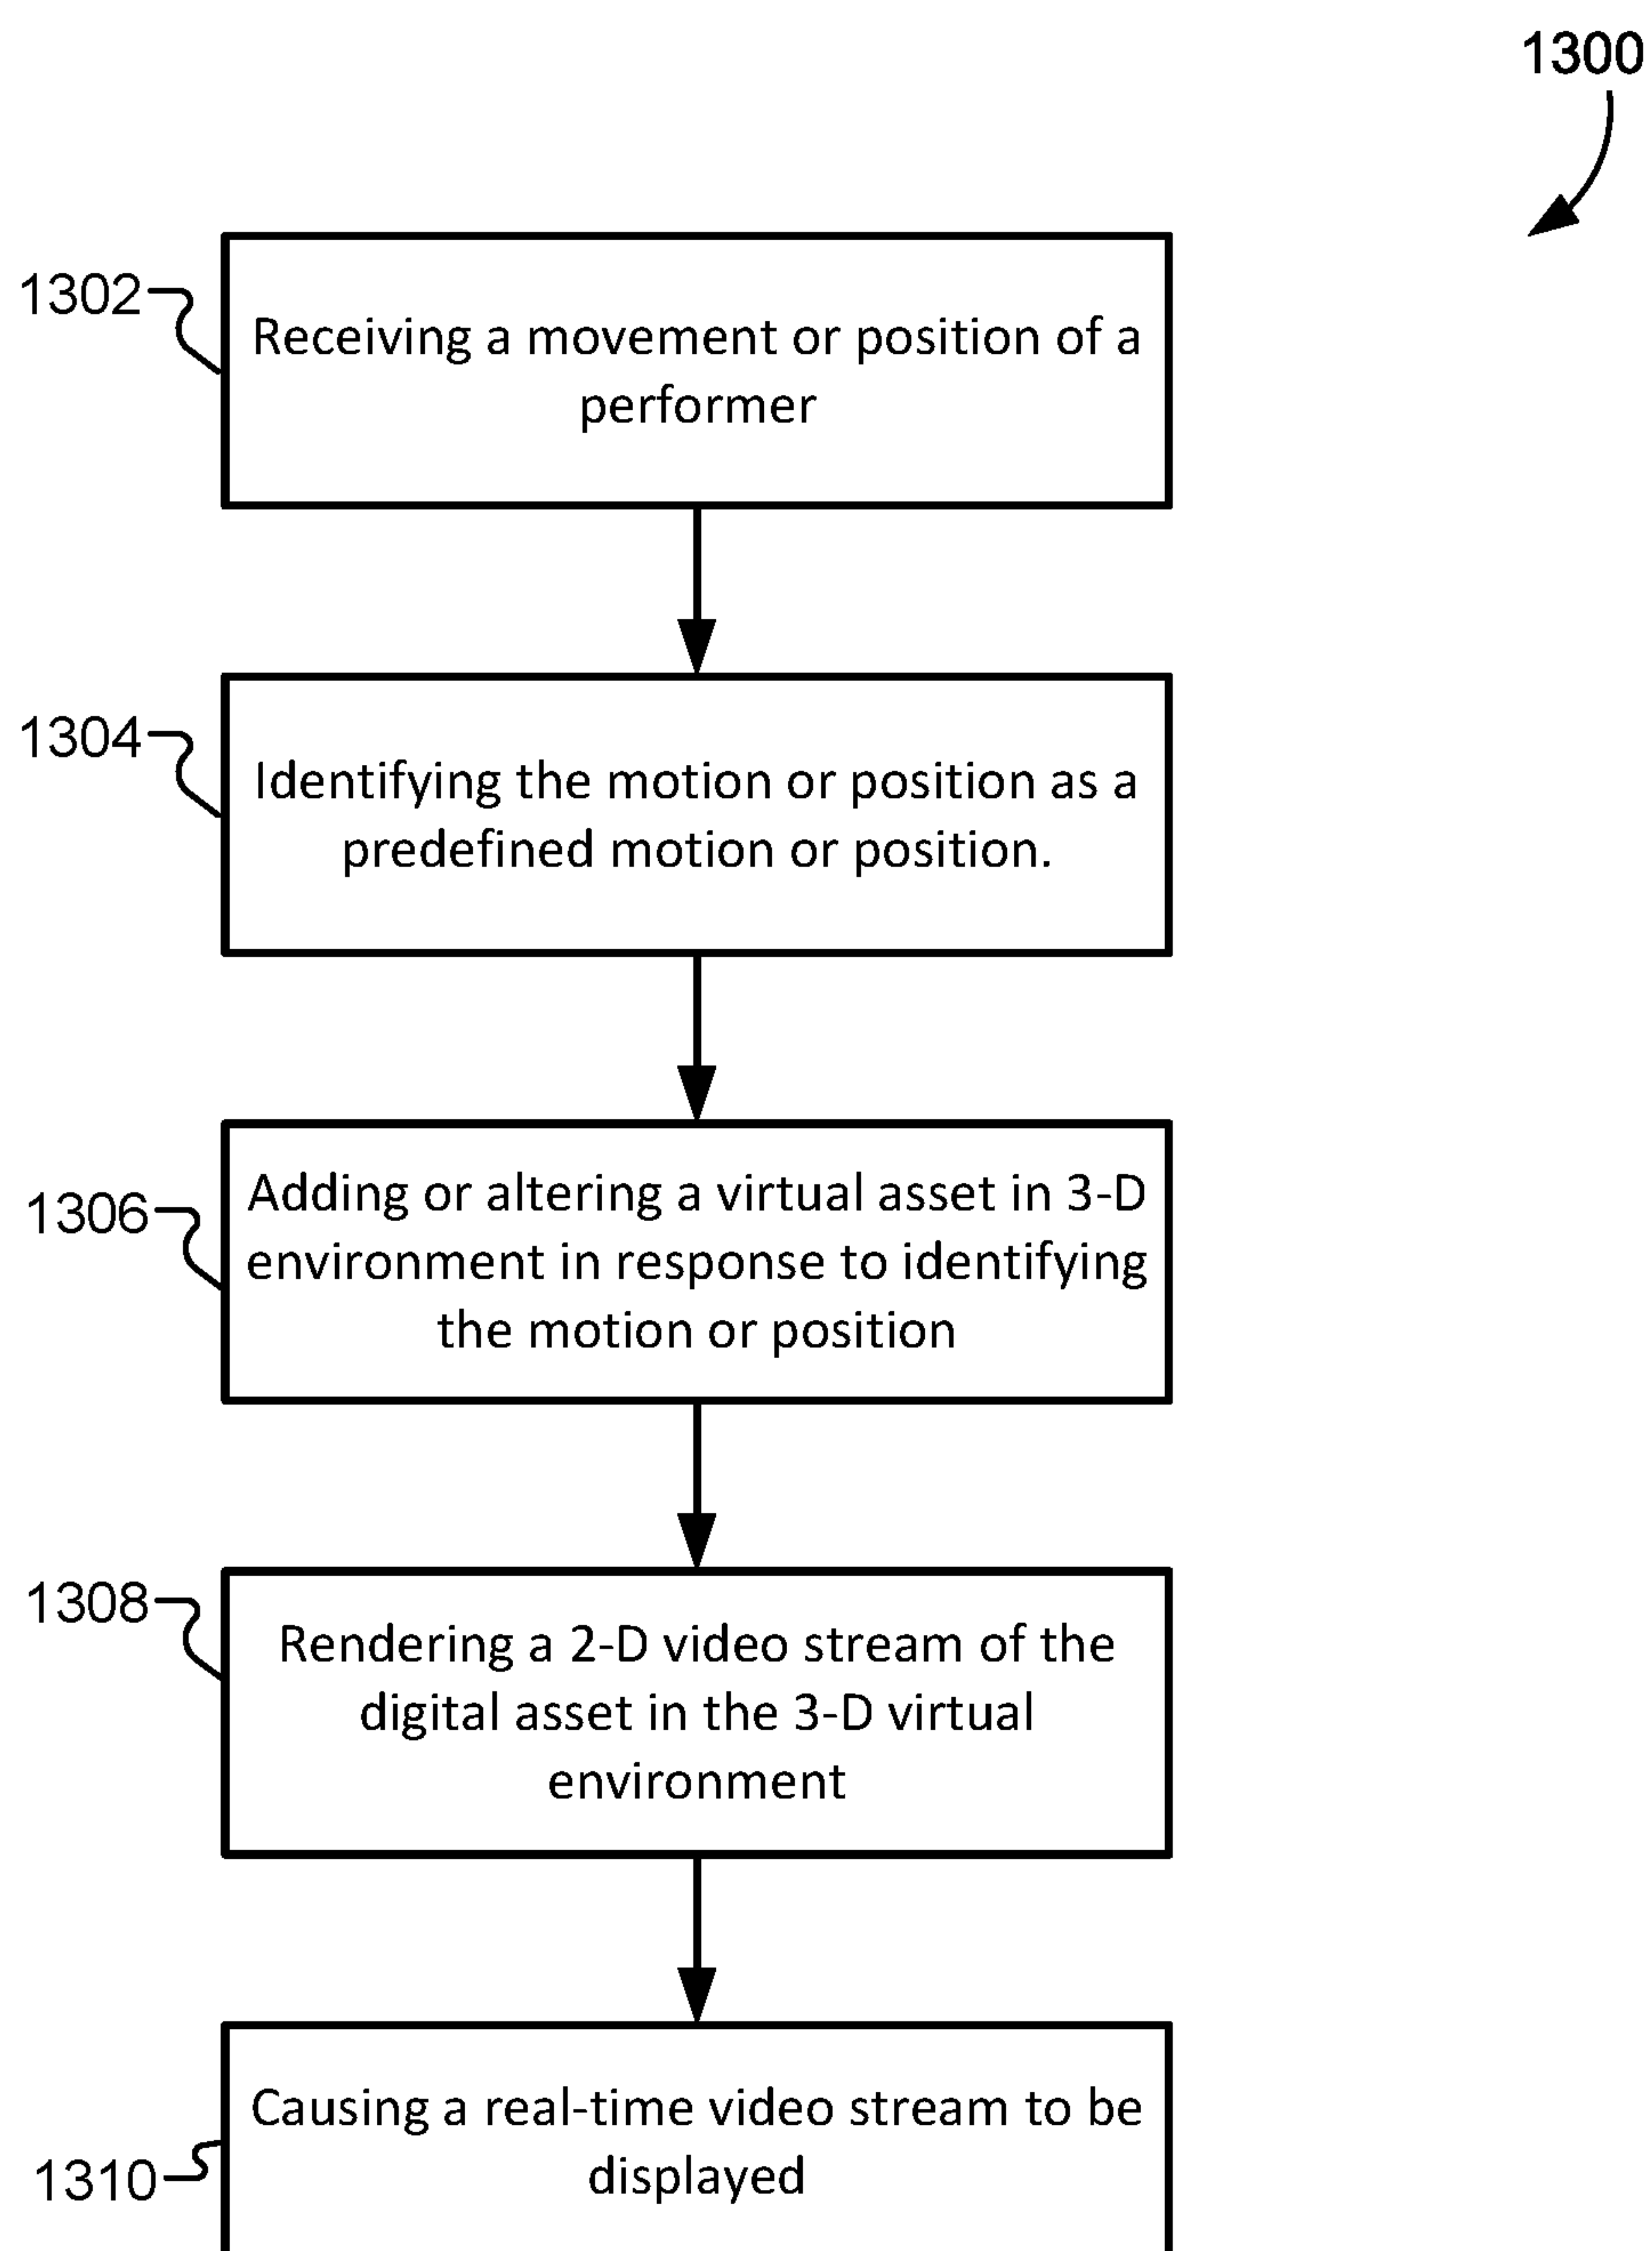 1300
1302
Receiving a movement or position of a
performer
1304
Identifying the motion or position as a
predefined motion or position.
1306
Adding or altering a virtual asset in 3-D
environment in response to identifying
the motion or position
1308
Rendering a 2-D video stream of the
digital asset in the 3-D virtual
environment
1310
Causing a real-time video stream to be
displayed